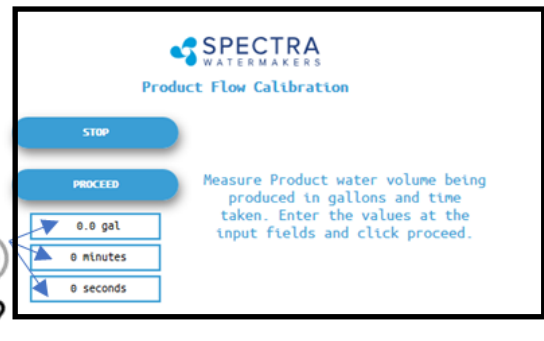 SPECTRA
WATERMAKERS
Product Flow Calibration
STOP
PROCEED
0.0 gal
0 minutes
0 seconds
Measure Product water volume being
produced in gallons and time
taken. Enter the values at the
input fields and click proceed.